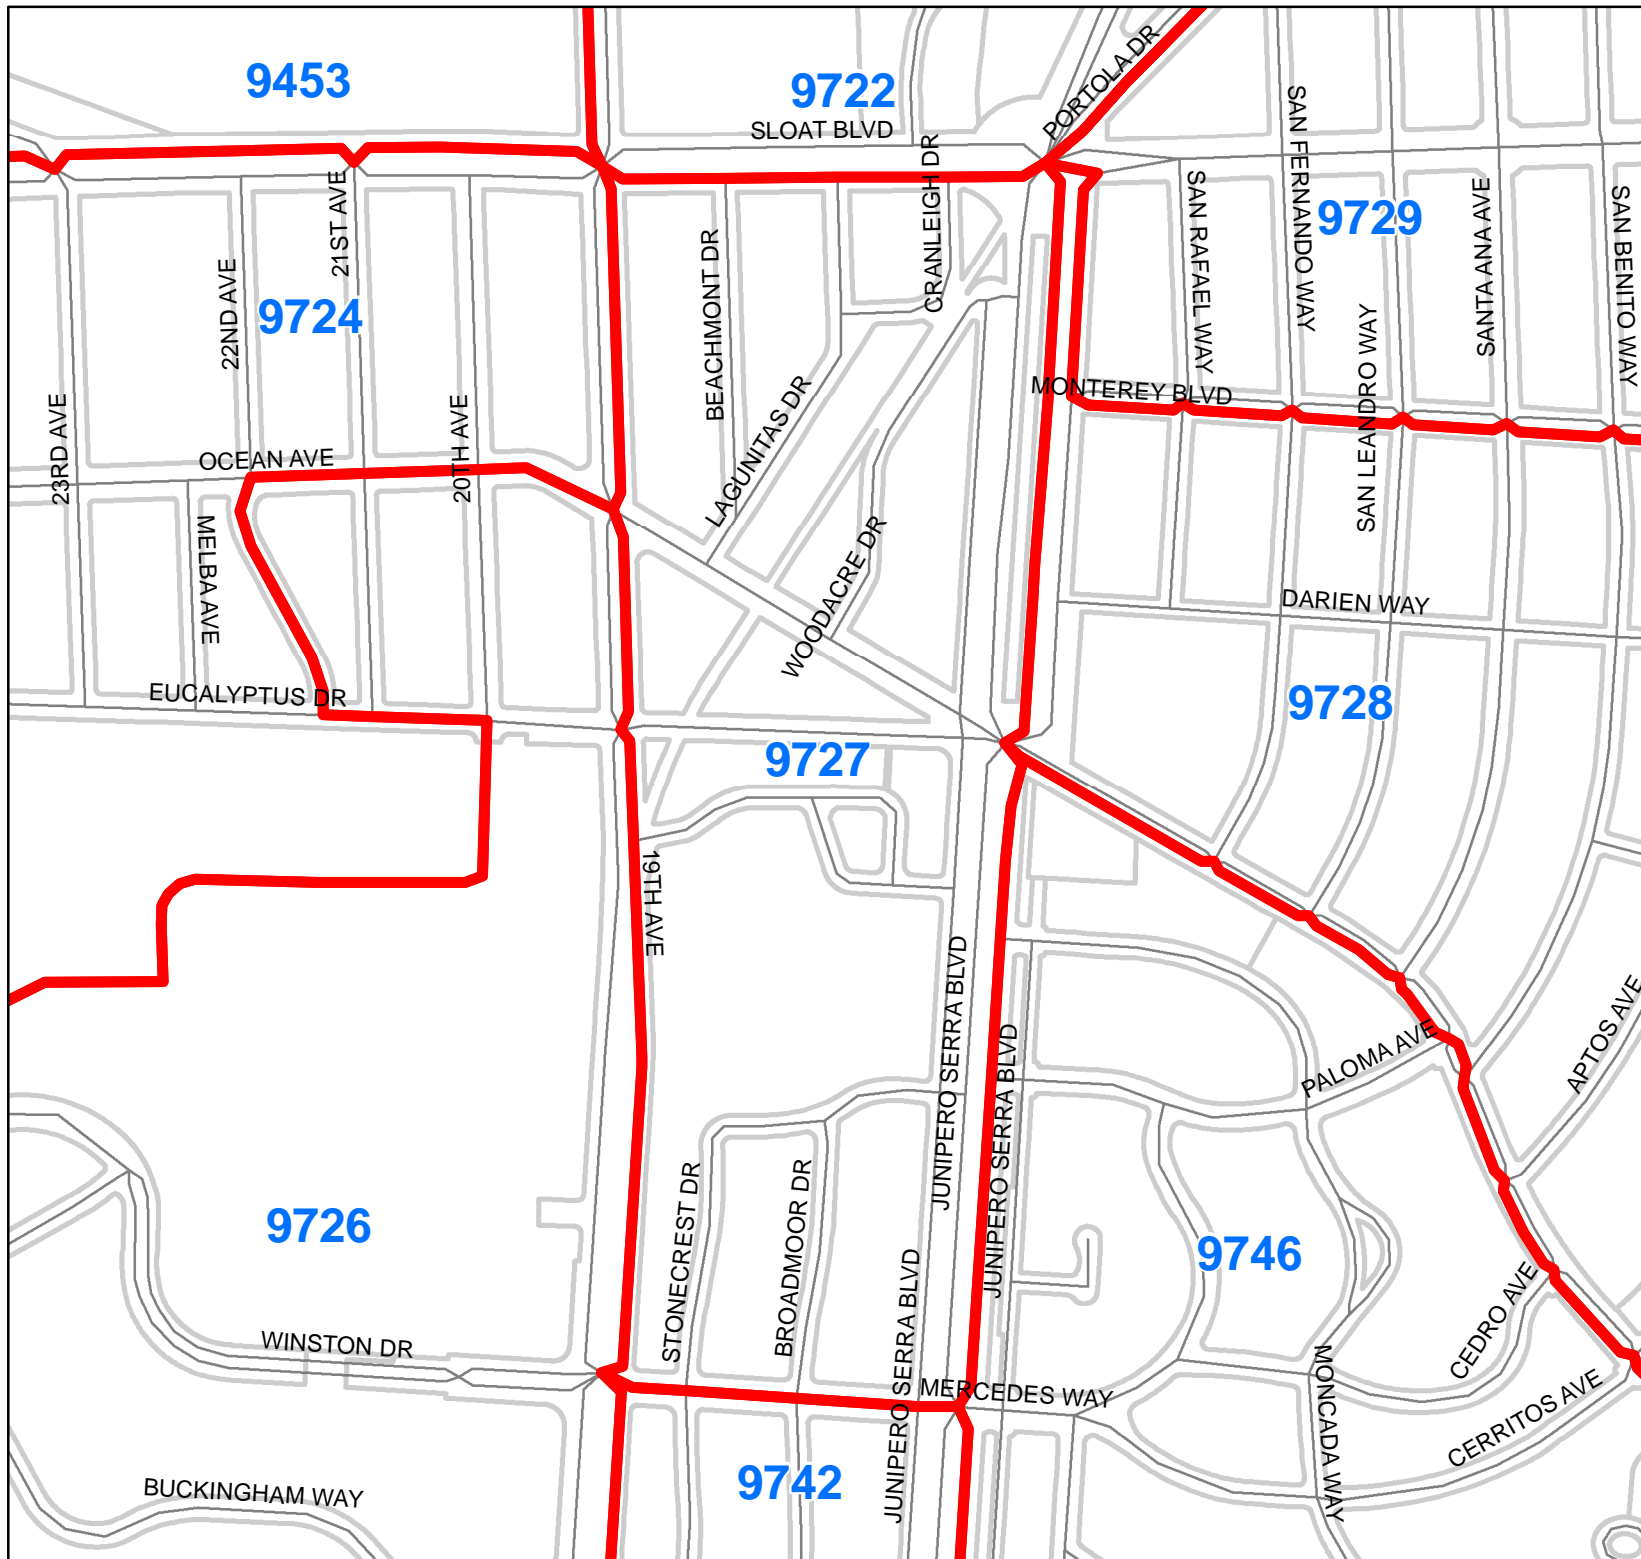 9453
9722
SLOAT BLVD
PORTOLA DR
CRANLEIGH DR
SAN FERNANDO WAY
9729
SAN RAFAEL WAY
SANTA ANA AVE
SAN BENITO WAY
21ST AVE
22ND AVE
9724
BEACHMONT DR
SAN LEANDRO WAY
MONTEREY BLVD
23RD AVE
20TH AVE
LAGUNITAS DR
OCEAN AVE
MELBA AVE
WOODACRE DR
DARIEN WAY
EUCALYPTUS DR
9728
9727
19TH AVE
JUNIPERO SERRA BLVD
JUNIPERO SERRA BLVD
PALOMA AVE
APTOS AVE
9726
STONECREST DR
BROADMOOR DR
9746
JUNIPERO SERRA BLVD
WINSTON DR
MERCEDES WAY
CEDRO AVE
MONCADA WAY
CERRITOS AVE
BUCKINGHAM WAY
9742